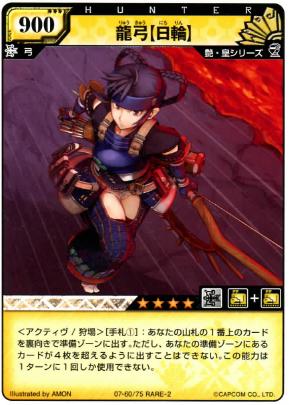 HUNTER
900
りゅう きゅう にち りん
龍弓【日輪】
弓
艶・皇シリーズ
<アクティヴ / 狩場>[手札①]：あなたの山札の1番上のカード
を裏向きで準備ゾーンに出す。ただし、あなたの準備ゾーンにある
カードが4枚を超えるように出すことはできない。この能力は
1ターンに1回しか使用できない。
Illustrated by AMON
07-60/75 RARE-2
©CAPCOM CO., LTD.